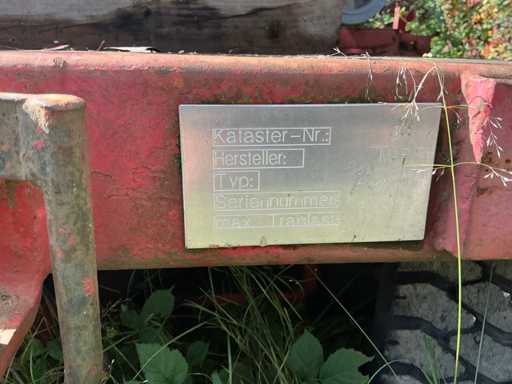 Kataster-Nr.:
Hersteller:
Typ:
Seriennummer:
max. Traglast: